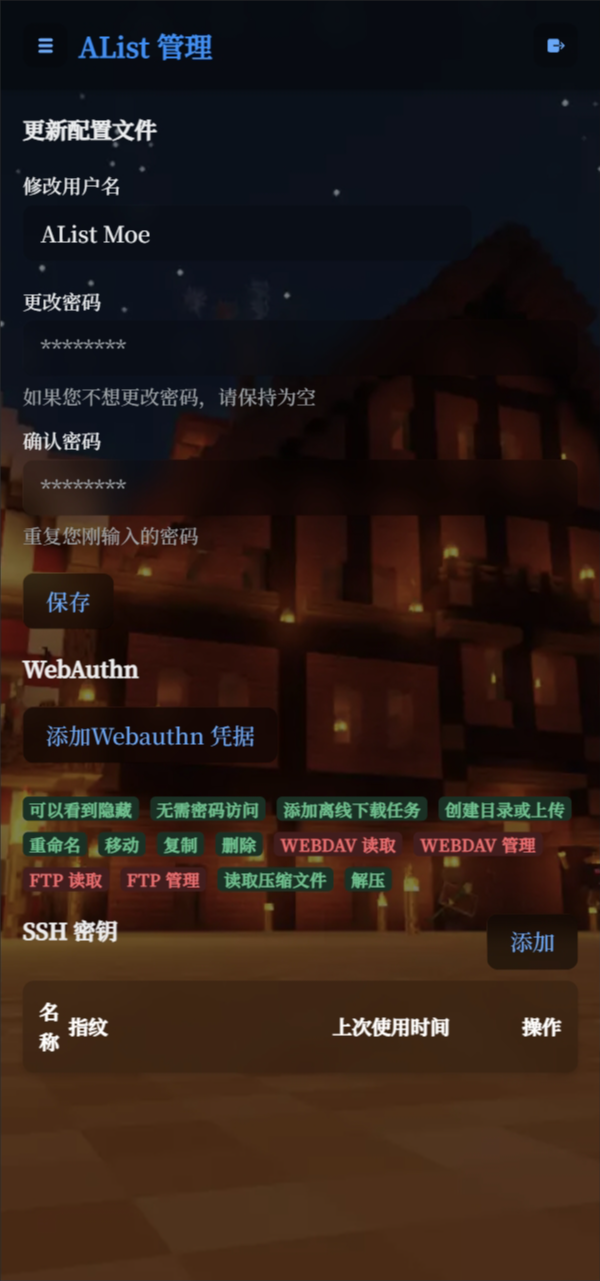 AList 管理
更新配置文件
修改用户名
AList Moe
更改密码
********
如果您不想更改密码，请保持为空
确认密码
********
重复您刚输入的密码
保存
WebAuthn
添加Webauthn 凭据
可以看到隐藏 无需密码访问 添加离线下载任务 创建目录或上传
重命名 移动 复制 删除 WEBDAV 读取 WEBDAV 管理
FTP 读取 FTP 管理 读取压缩文件 解压
SSH 密钥
添加
名称 指纹 上次使用时间 操作